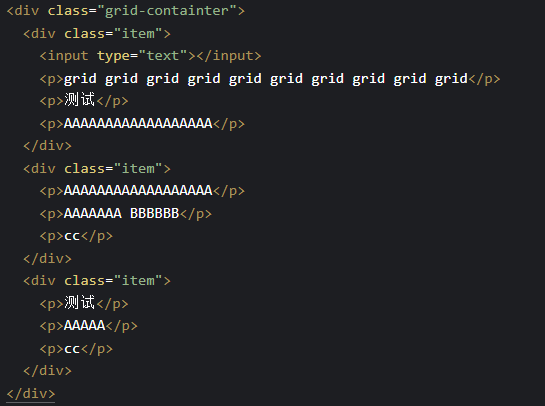 <div class="grid-containter">
<div class="item">
<input type="text"></input>
<p>grid grid grid grid grid grid grid grid grid grid</p>
<p>测试</p>
<p>AAAAAAAAAAAAAAAAAA</p>
</div>
<div class="item">
<p>AAAAAAAAAAAAAAAAAA</p>
<p>AAAAAAA BBBBBB</p>
<p>cc</p>
</div>
<div class="item">
<p>测试</p>
<p>AAAAA</p>
<p>cc</p>
</div>
</div>